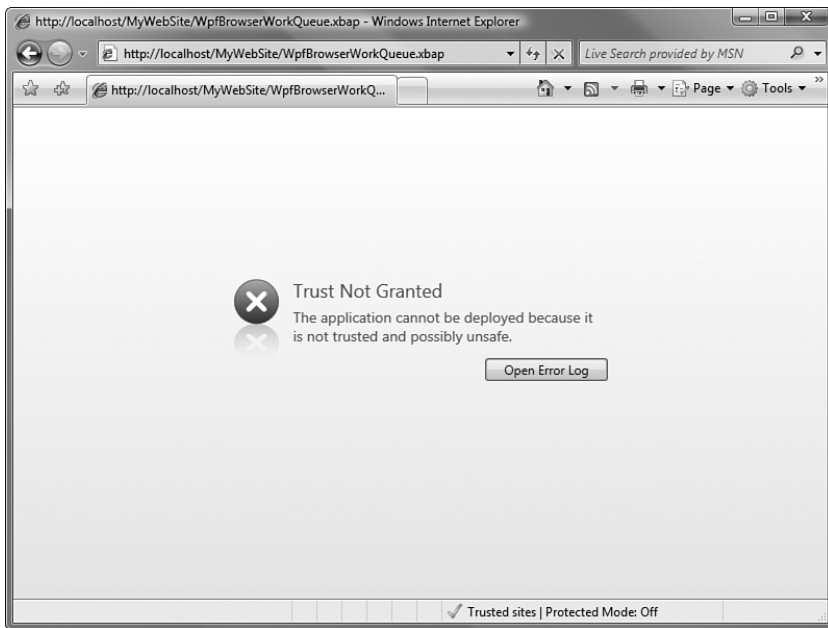 http://localhost/MyWebSite/WpfBrowserWorkQueue.xbap - Windows Internet Explorer
http://localhost/MyWebSite/WpfBrowserWorkQueue.xbap
Live Search provided by MSN
http://localhost/MyWebSite/WpfBrowserWorkQ...
Page
Tools
Trust Not Granted
The application cannot be deployed because it
is not trusted and possibly unsafe.
Open Error Log
Trusted sites | Protected Mode: Off